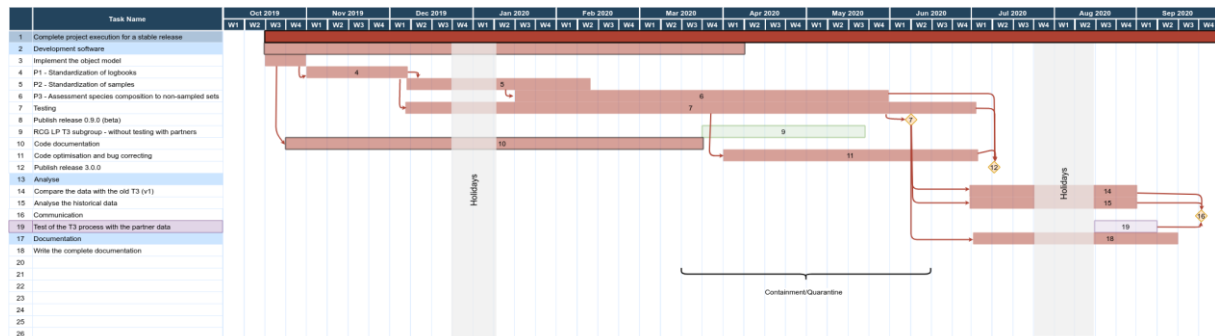 Task Name Oct 2019 Nov 2019 Dec 2019 Jan 2020 Feb 2020 Mar 2020 Apr 2020 May 2020 Jun 2020 Jul 2020 Aug 2020 Sep 2020
W1 W2 W3 W4 W1 W2 W3 W4 W1 W2 W3 W4 W1 W2 W3 W4 W1 W2 W3 W4 W1 W2 W3 W4 W1 W2 W3 W4 W1 W2 W3 W4 W1 W2 W3 W4 W1 W2 W3 W4 W1 W2 W3 W4 W1 W2 W3 W4
1 Complete project execution for a stable release
2 Development software
3 Implement the object model
4 P1 - Standardization of logbooks 4
5 P2 - Standardization of samples 5
6 P3 - Assessment species composition to non-sampled sets 6
7 Testing 7
8 Publish release 0.9.0 (beta) 7
9 RCG LP T3 subgroup - without testing with partners 9
10 Code documentation 10
11 Code optimisation and bug correcting 11
12 Publish release 3.0.0 12
13 Analyse
14 Compare the data with the old T3 (v1) 14
15 Analyse the historical data 15
16 Communication 16
19 Test of the T3 process with the partner data 19
17 Documentation
18 Write the complete documentation 18
20
21
22
23
24
25
26
Holidays
Holidays
Containment/Quarantine